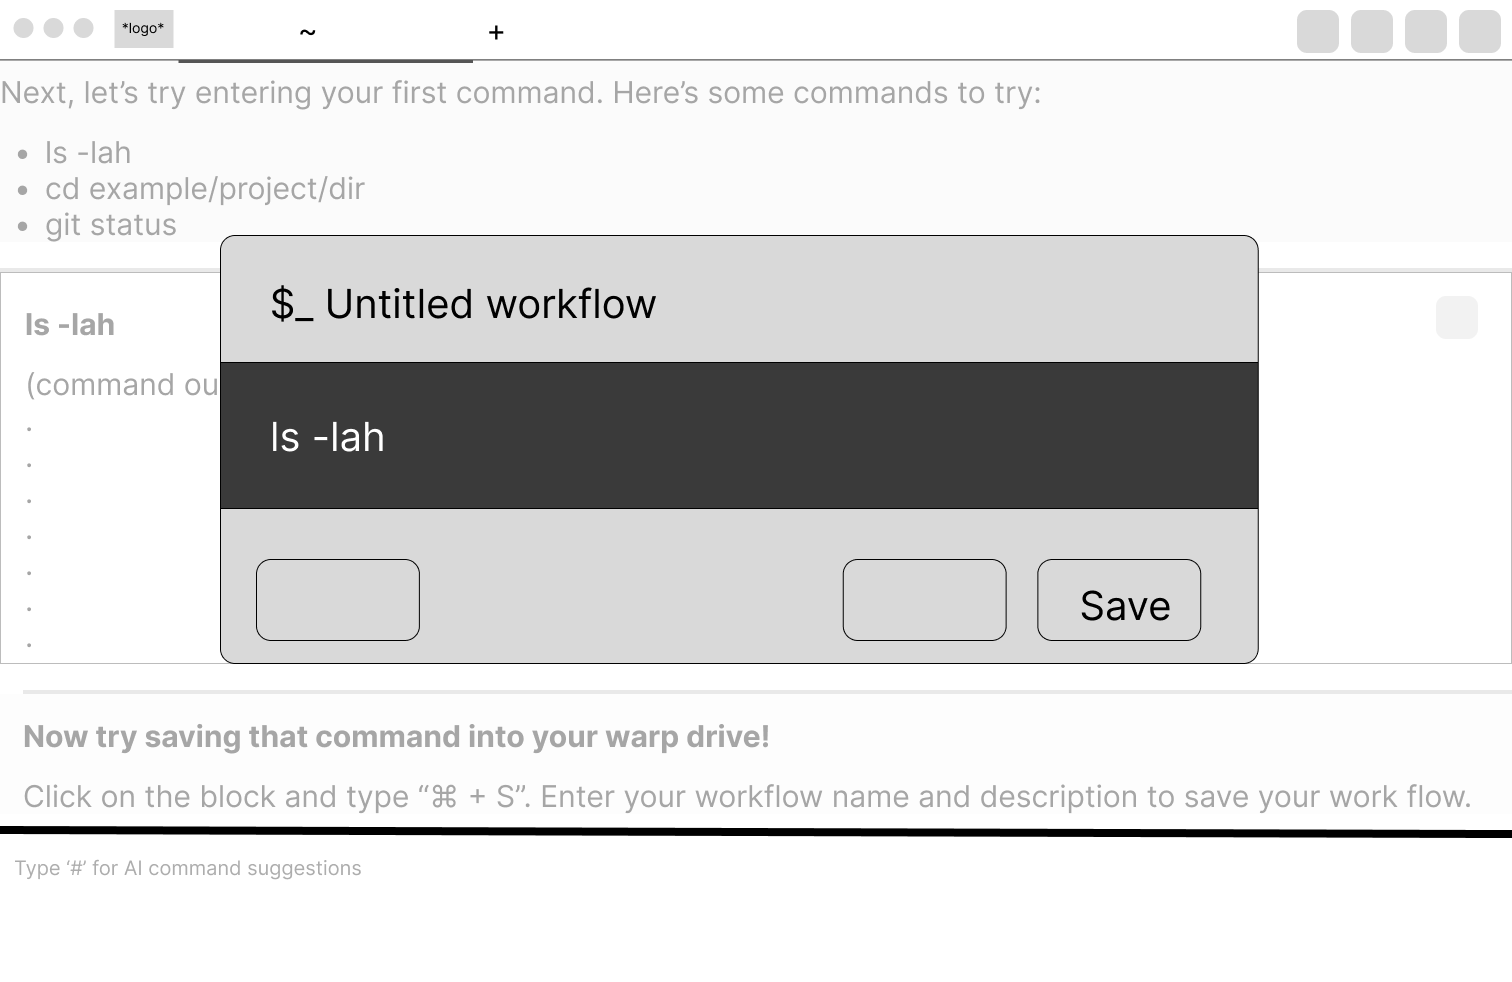 *logo*
~
+
Next, let’s try entering your first command. Here’s some commands to try:
• ls -lah
• cd example/project/dir
• git status
$_ Untitled workflow
ls -lah
(command ou
ls -lah
.
.
.
.
.
.
.
Save
Now try saving that command into your warp drive!
Click on the block and type “⌘ + S”. Enter your workflow name and description to save your work flow.
Type ‘#’ for AI command suggestions